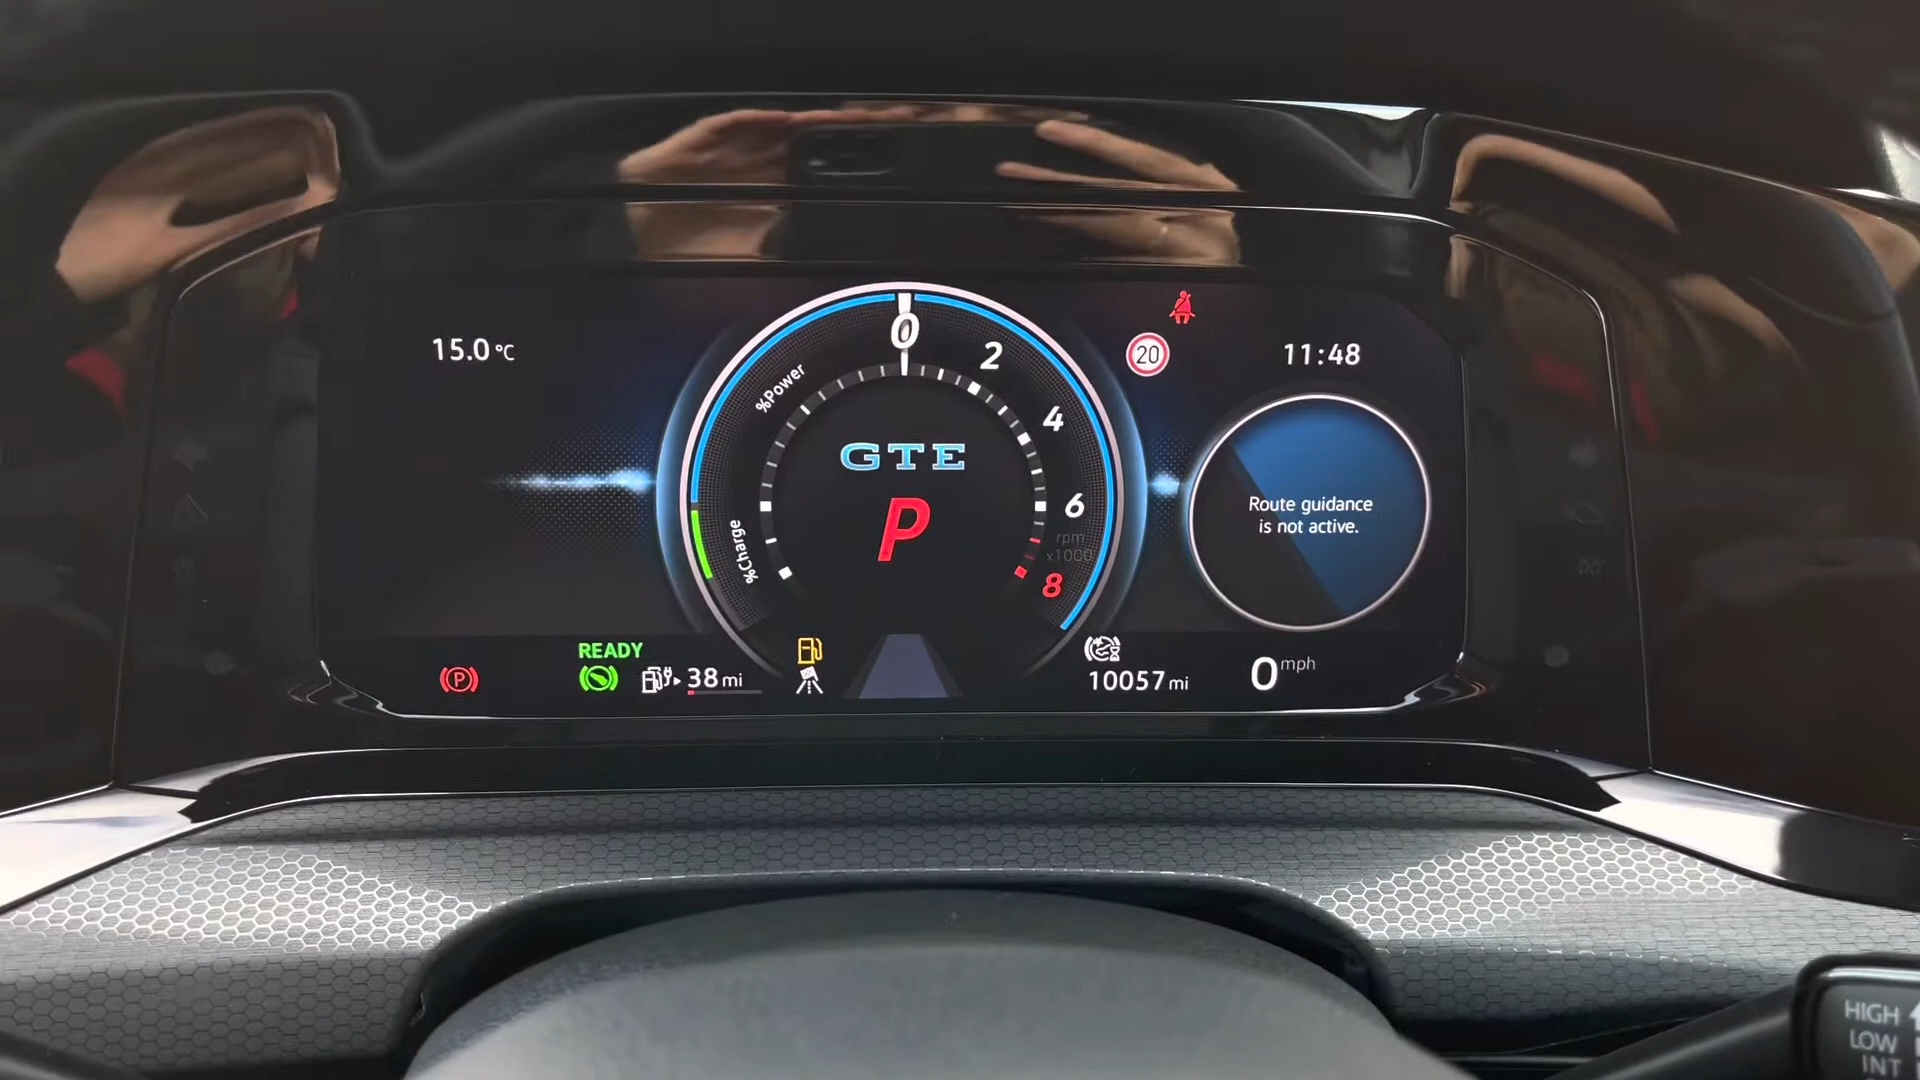 15.0 °C
20
11:48
0
2
4
6
8
rpm
x1000
%Power
%Charge
GTE
P
Route guidance
is not active.
READY
P
38 mi
10057 mi
0 mph
HIGH
LOW
INT